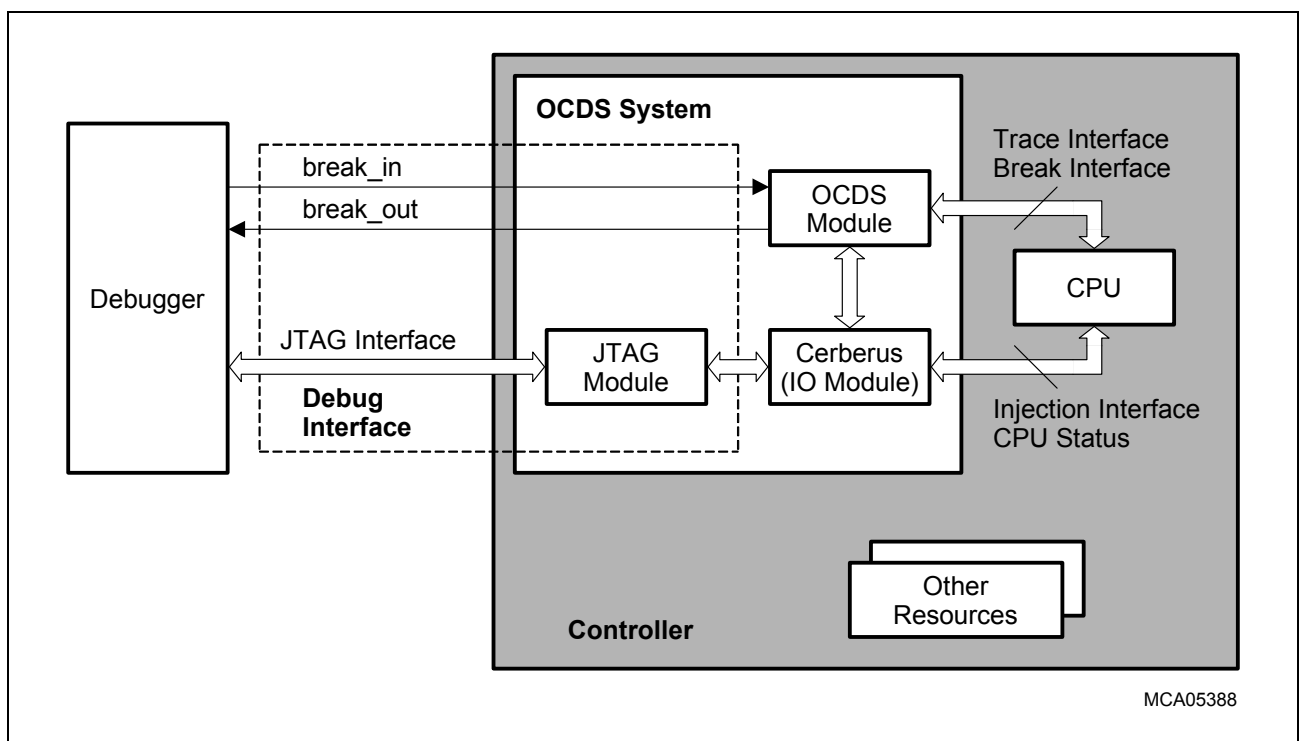 OCDS System
Trace Interface
Break Interface
break_in
break_out
OCDS
Module
Debugger
CPU
JTAG Interface
JTAG
Module
Cerberus
(IO Module)
Debug
Interface
Injection Interface
CPU Status
Other
Resources
Controller
MCA05388